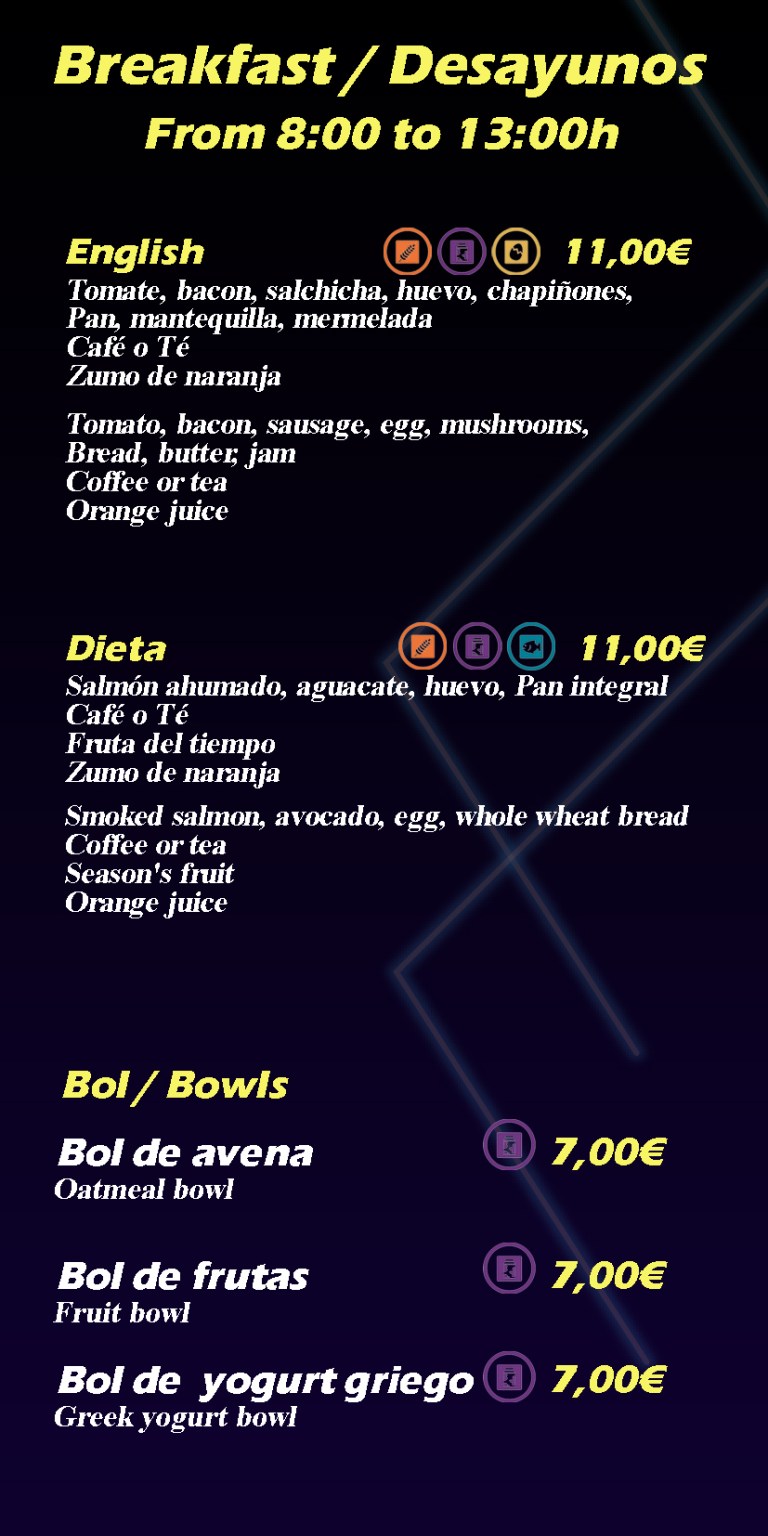 Breakfast / Desayunos
From 8:00 to 13:00h
English 11,00€
Tomate, bacon, salchicha, huevo, chapiñones,
Pan, mantequilla, mermelada
Café o Té
Zumo de naranja
Tomato, bacon, sausage, egg, mushrooms,
Bread, butter, jam
Coffee or tea
Orange juice
Dieta 11,00€
Salmón ahumado, aguacate, huevo, Pan integral
Café o Té
Fruta del tiempo
Zumo de naranja
Smoked salmon, avocado, egg, whole wheat bread
Coffee or tea
Season's fruit
Orange juice
Bol / Bowls
Bol de avena 7,00€
Oatmeal bowl
Bol de frutas 7,00€
Fruit bowl
Bol de yogurt griego 7,00€
Greek yogurt bowl